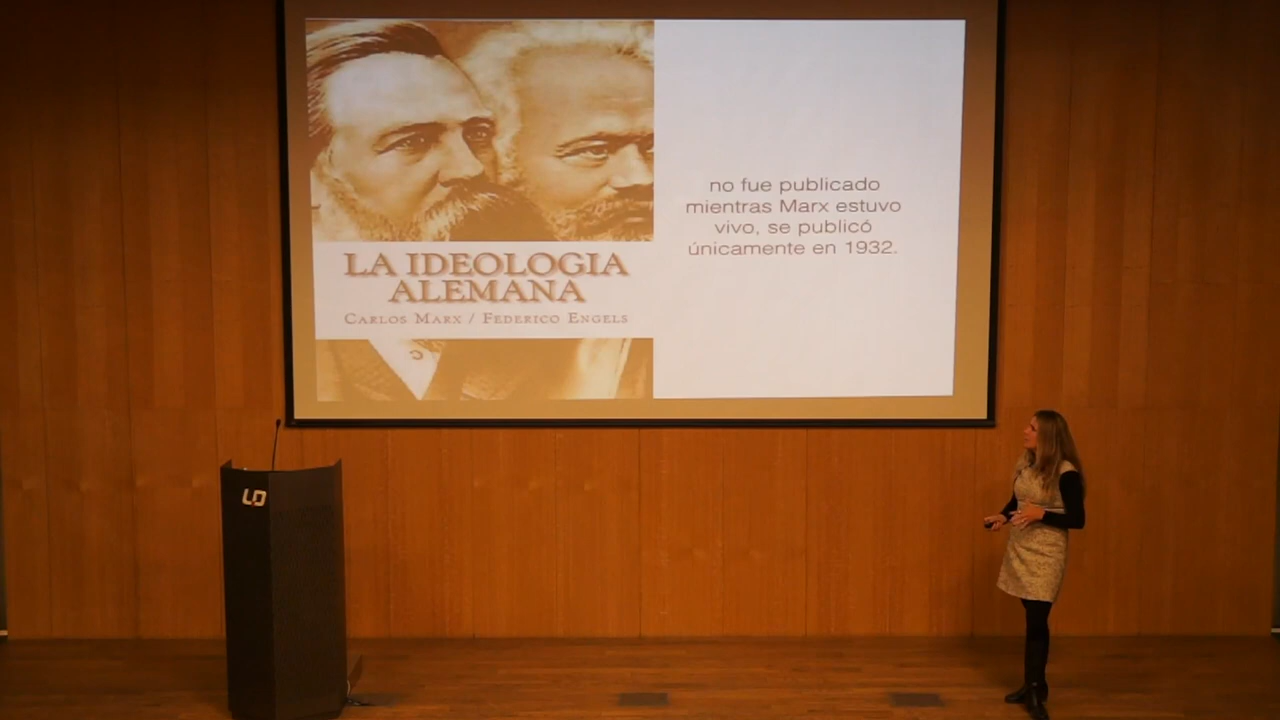 LA IDEOLOGIA
ALEMANA
CARLOS MARX / FEDERICO ENGELS
no fue publicado
mientras Marx estuvo
vivo, se publicó
únicamente en 1932.
UD